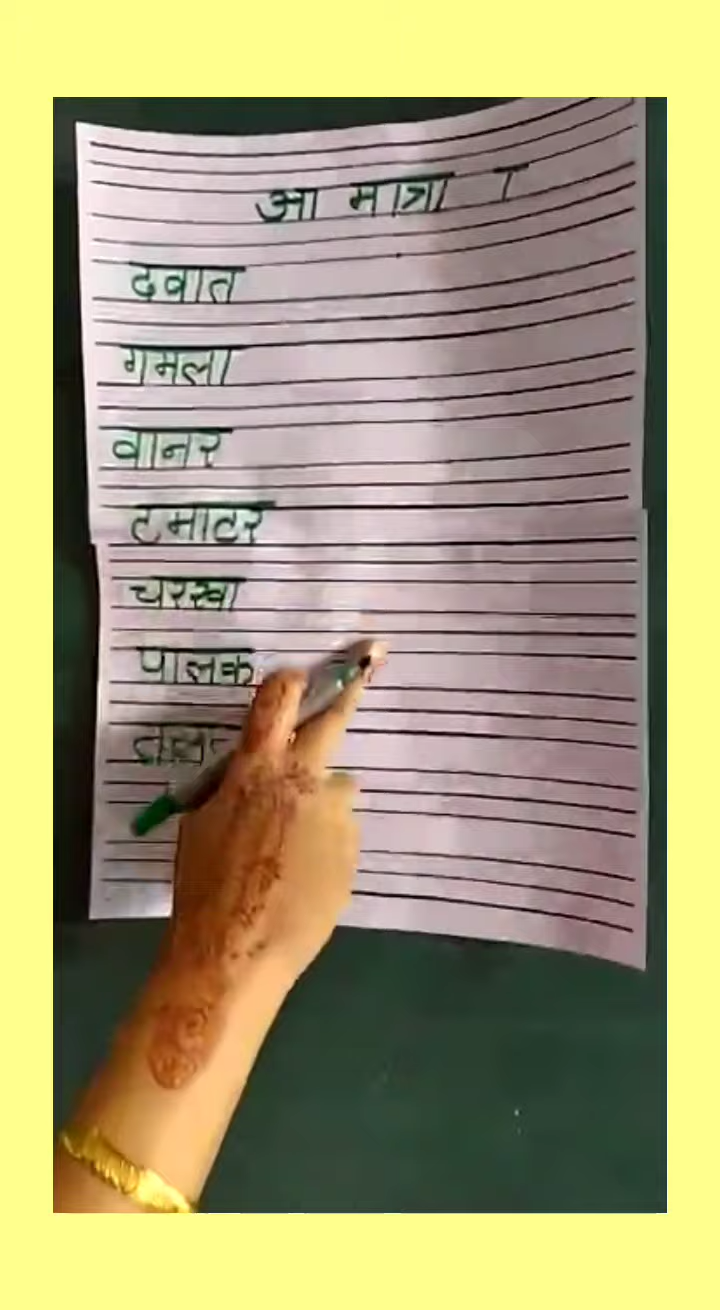 आ मात्रा ा
दवात
गमला
वानर
टमाटर
चरखा
पालक